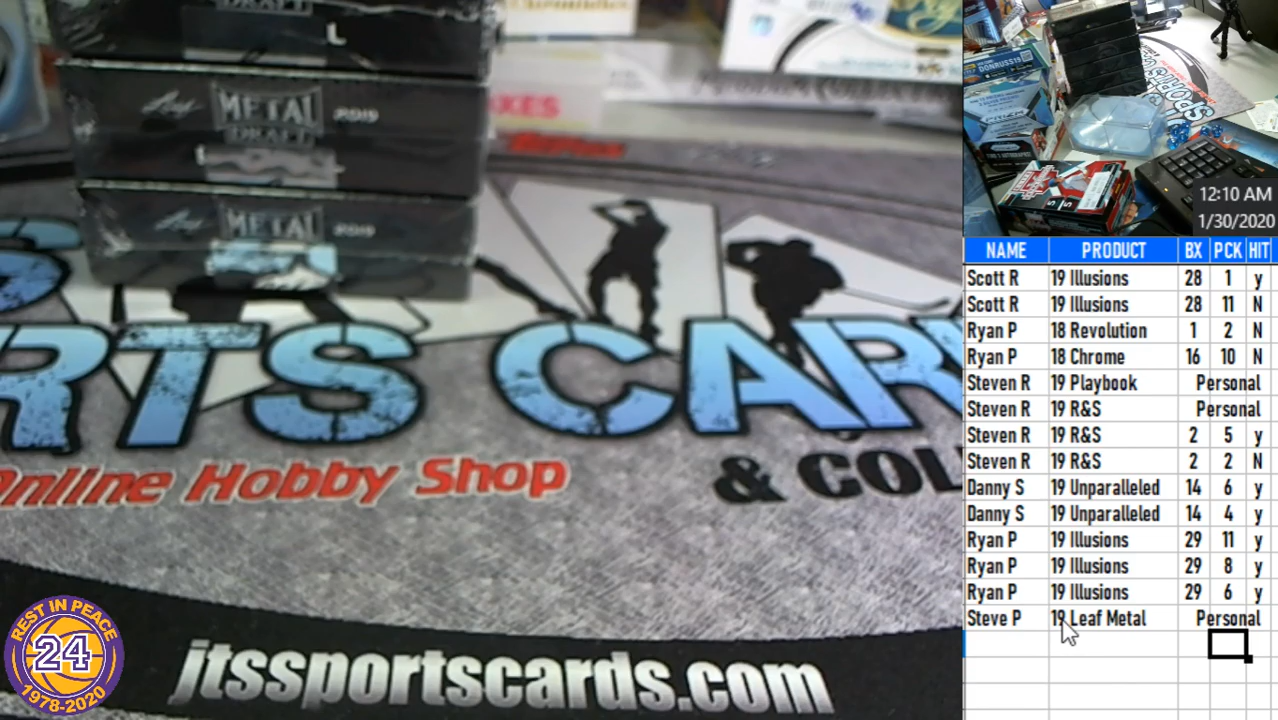 L
Leaf METAL 2019
DRAFT
Leaf METAL 2019
AXES
RTS CAR
Online Hobby Shop
& COL
jtssportscards.com
REST IN PEACE
24
1978-2020
DONRUSS19
PRIZM
12:10 AM
1/30/2020
NAME PRODUCT BX PCK HIT
Scott R 19 Illusions 28 1 y
Scott R 19 Illusions 28 11 N
Ryan P 18 Revolution 1 2 N
Ryan P 18 Chrome 16 10 N
Steven R 19 Playbook Personal
Steven R 19 R&S Personal
Steven R 19 R&S 2 5 y
Steven R 19 R&S 2 2 N
Danny S 19 Unparalleled 14 6 y
Danny S 19 Unparalleled 14 4 y
Ryan P 19 Illusions 29 11 y
Ryan P 19 Illusions 29 8 y
Ryan P 19 Illusions 29 6 y
Steve P 19 Leaf Metal Personal